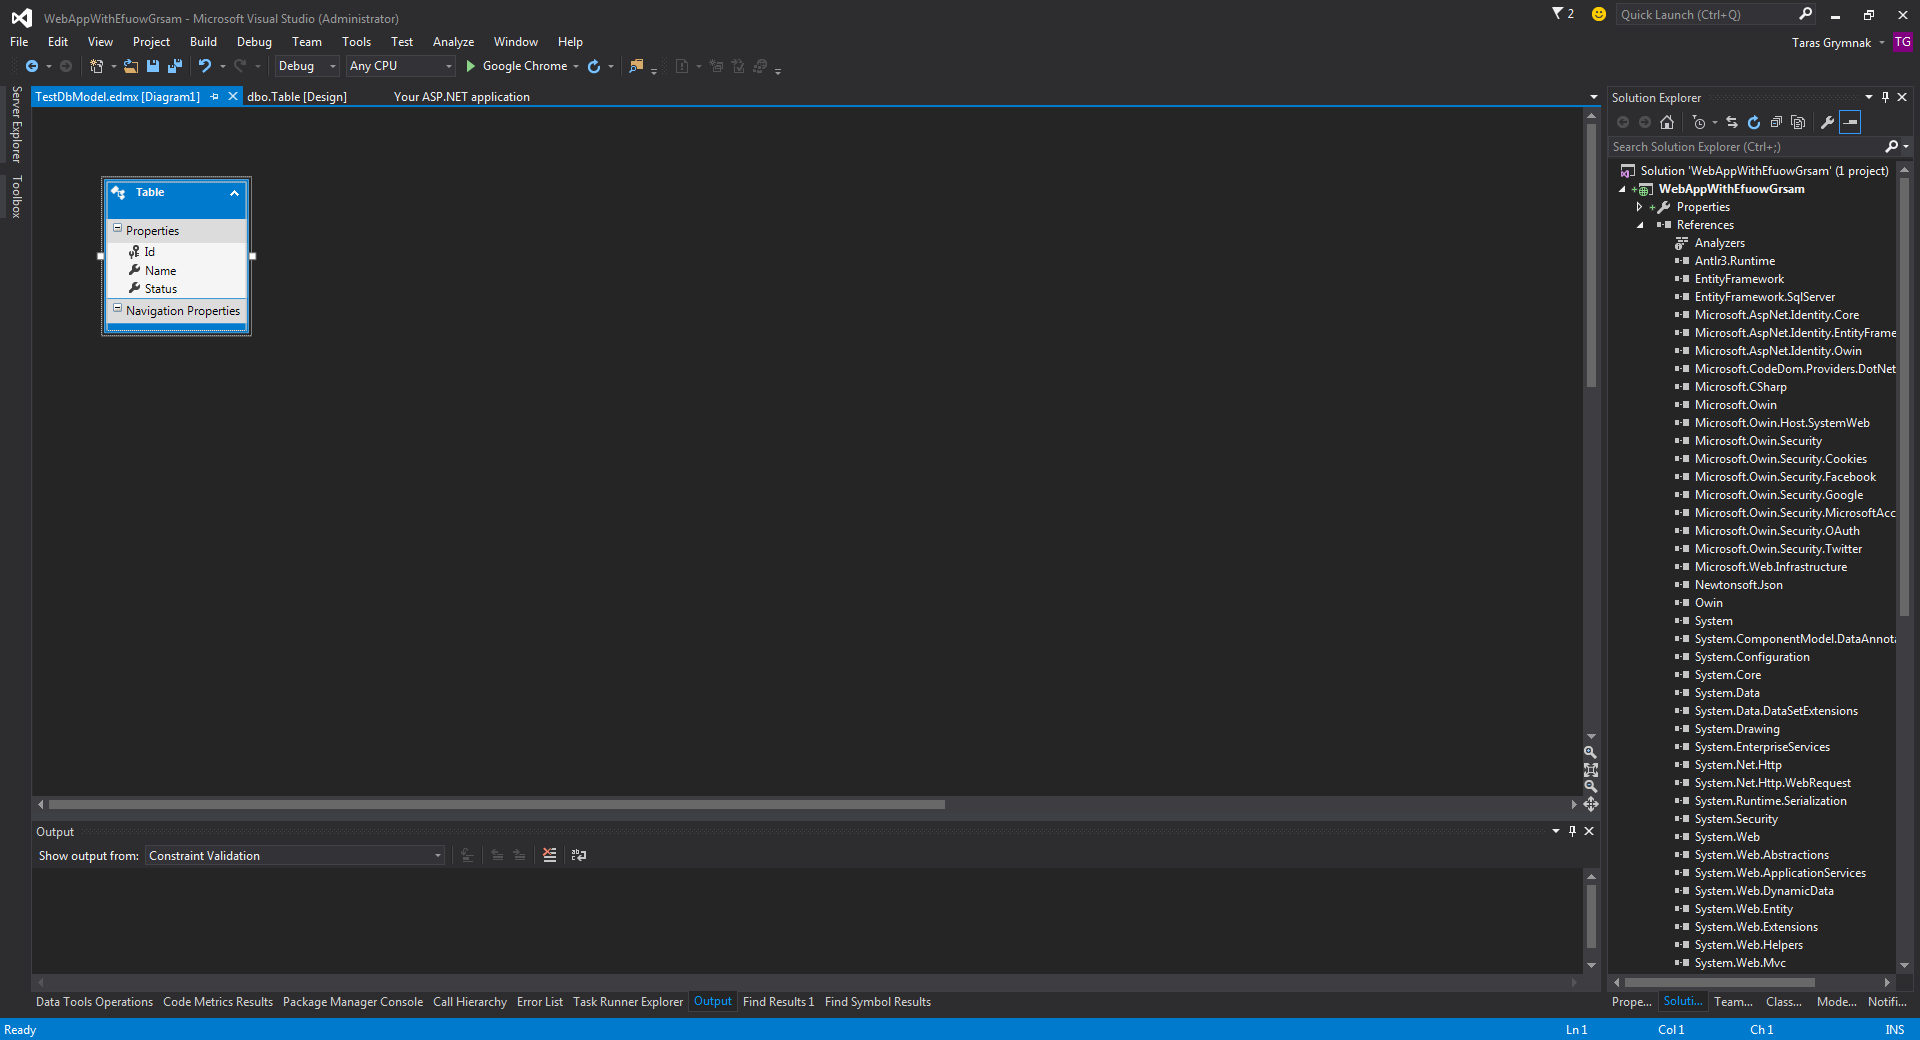 WebAppWithEfuowGrsam - Microsoft Visual Studio (Administrator)
2
Quick Launch (Ctrl+Q)
File Edit View Project Build Debug Team Tools Test Analyze Window Help
Taras Grymnak
TG
Debug
Any CPU
Google Chrome
Server Explorer
Toolbox
TestDbModel.edmx [Diagram1]
dbo.Table [Design]
Your ASP.NET application
Table
Properties
Id
Name
Status
Navigation Properties
Output
Show output from: Constraint Validation
Data Tools Operations Code Metrics Results Package Manager Console Call Hierarchy Error List Task Runner Explorer Output Find Results 1 Find Symbol Results
Solution Explorer
Search Solution Explorer (Ctrl+;)
Solution 'WebAppWithEfuowGrsam' (1 project)
WebAppWithEfuowGrsam
Properties
References
Analyzers
Antlr3.Runtime
EntityFramework
EntityFramework.SqlServer
Microsoft.AspNet.Identity.Core
Microsoft.AspNet.Identity.EntityFrame
Microsoft.AspNet.Identity.Owin
Microsoft.CodeDom.Providers.DotNet
Microsoft.CSharp
Microsoft.Owin
Microsoft.Owin.Host.SystemWeb
Microsoft.Owin.Security
Microsoft.Owin.Security.Cookies
Microsoft.Owin.Security.Facebook
Microsoft.Owin.Security.Google
Microsoft.Owin.Security.MicrosoftAcc
Microsoft.Owin.Security.OAuth
Microsoft.Owin.Security.Twitter
Microsoft.Web.Infrastructure
Newtonsoft.Json
Owin
System
System.ComponentModel.DataAnnota
System.Configuration
System.Core
System.Data
System.Data.DataSetExtensions
System.Drawing
System.EnterpriseServices
System.Net.Http
System.Net.Http.WebRequest
System.Runtime.Serialization
System.Security
System.Web
System.Web.Abstractions
System.Web.ApplicationServices
System.Web.DynamicData
System.Web.Entity
System.Web.Extensions
System.Web.Helpers
System.Web.Mvc
Prope... Soluti... Team... Class... Mode... Notifi...
Ready
Ln 1
Col 1
Ch 1
INS